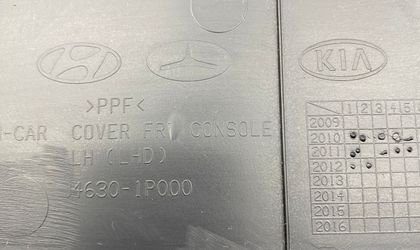 KIA
>PPF<
-CAR COVER FR CONSOLE
LH (LHD)
4630-1P000
1 2 3 4 5
2009
2010
2011
2012
2013
2014
2015
2016